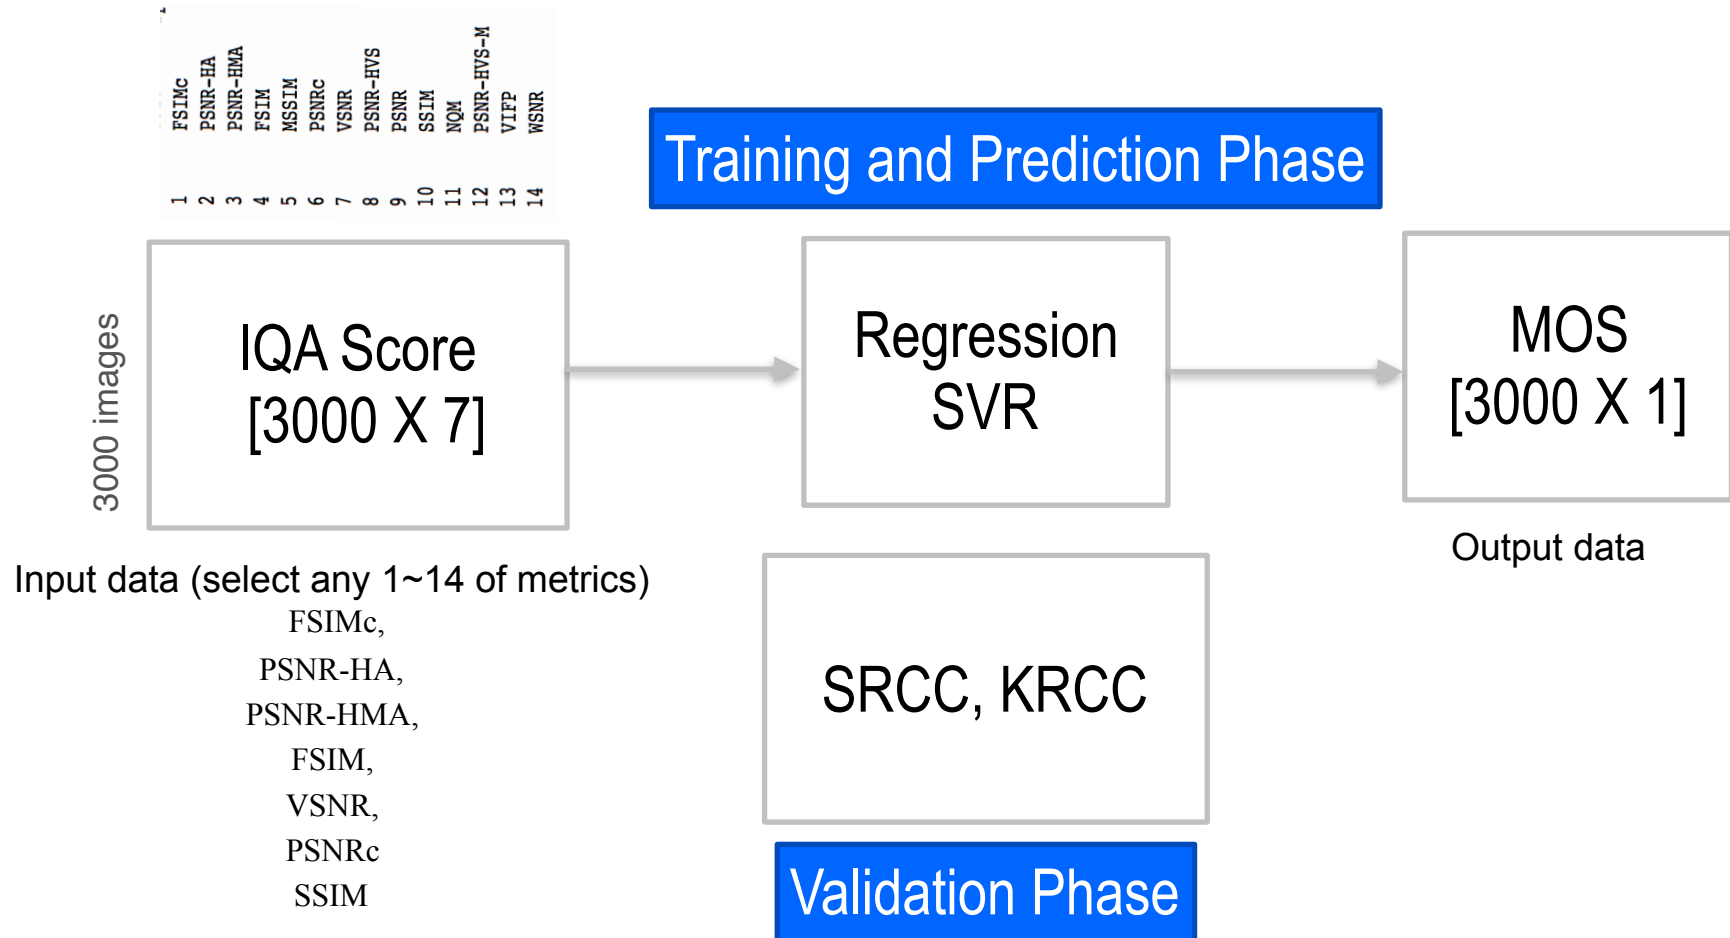 1 FSIMc
2 PSNR-HA
3 PSNR-HMA
4 FSIM
5 MSSIM
6 PSNRc
7 VSNR
8 PSNR-HVS
9 PSNR
10 SSIM
11 NQM
12 PSNR-HVS-M
13 VIFP
14 WSNR
Training and Prediction Phase
3000 images
IQA Score
[3000 X 7]
Regression
SVR
MOS
[3000 X 1]
Output data
Input data (select any 1~14 of metrics)
FSIMc,
PSNR-HA,
PSNR-HMA,
FSIM,
VSNR,
PSNRc
SSIM
SRCC, KRCC
Validation Phase